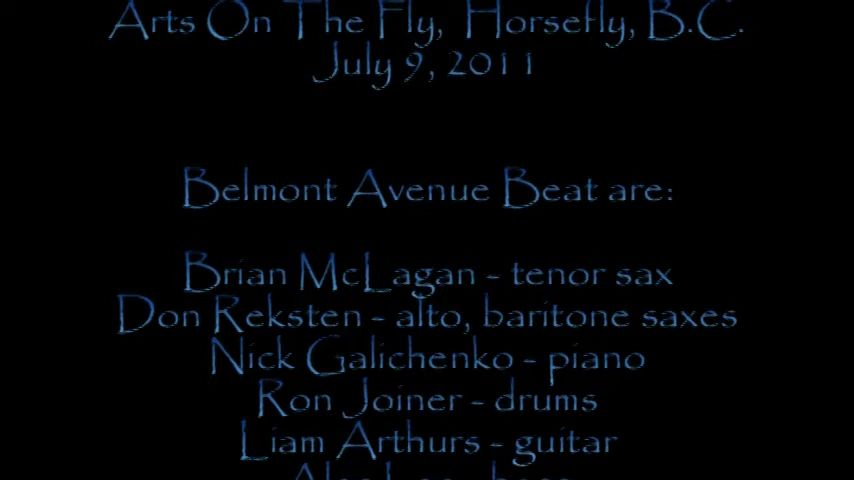 Arts On The Fly, Horsefly, B.C.
July 9, 2011
Belmont Avenue Beat are:
Brian McLagan - tenor sax
Don Reksten - alto, baritone saxes
Nick Galichenko - piano
Ron Joiner - drums
Liam Arthurs - guitar